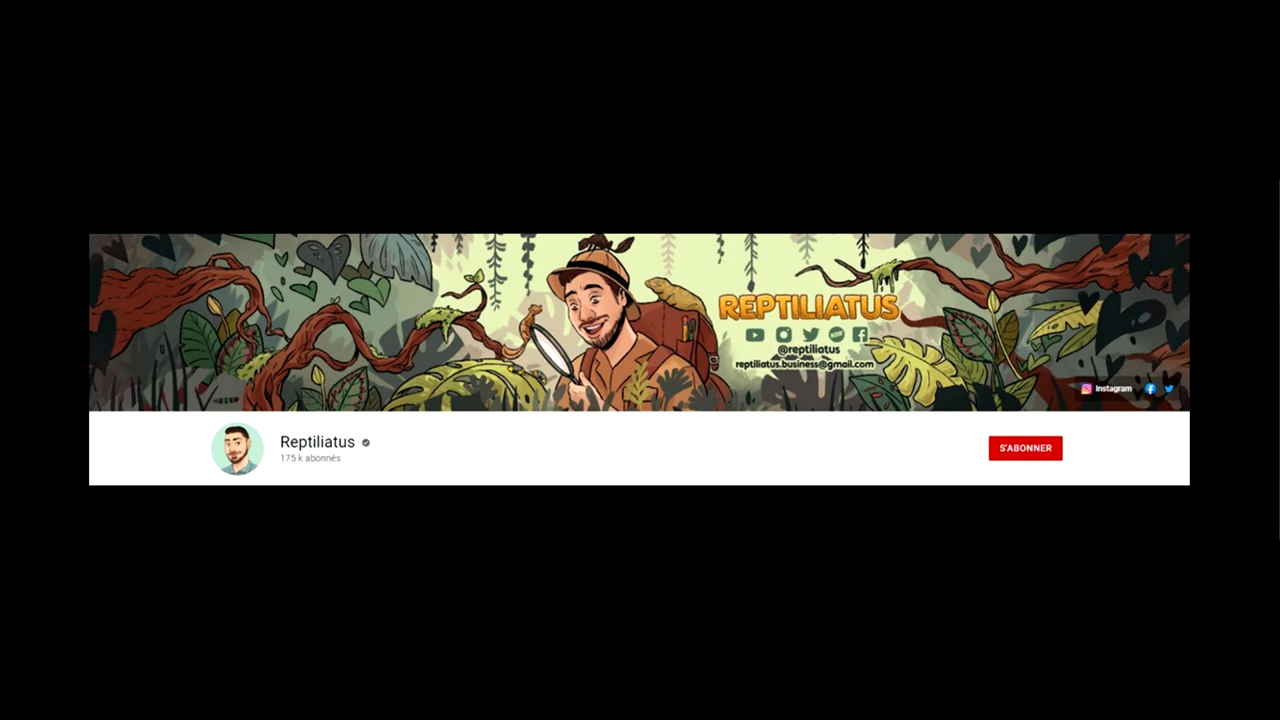 REPTILIATUS
@reptiliatus
reptiliatus.business@gmail.com
Instagram
Reptiliatus
175 k abonnés
S'ABONNER